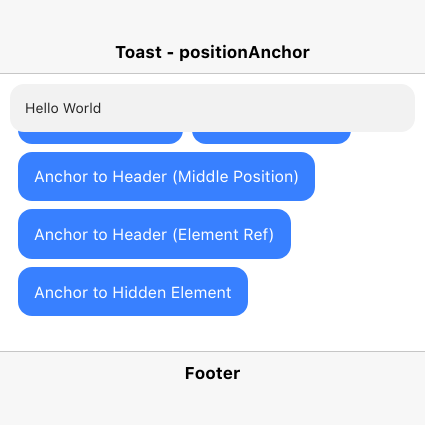 Toast - positionAnchor
Hello World
Anchor to Header (Middle Position)
Anchor to Header (Element Ref)
Anchor to Hidden Element
Footer